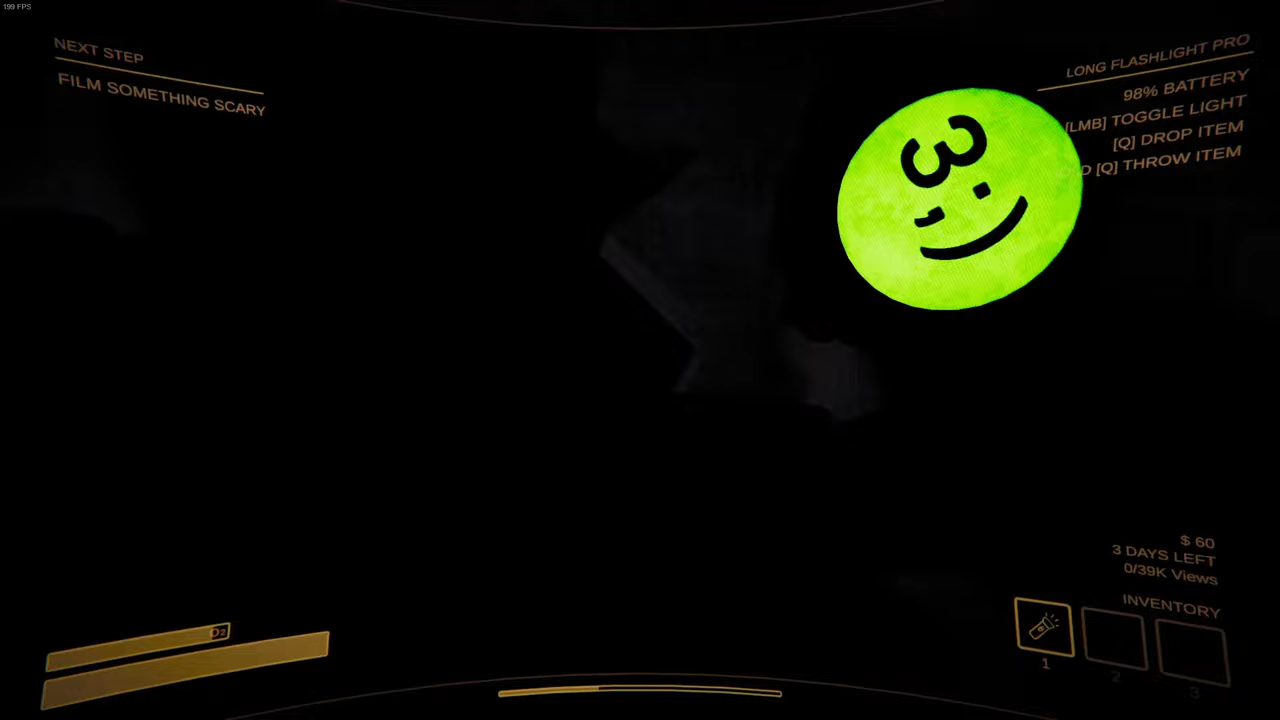 199 FPS
NEXT STEP
FILM SOMETHING SCARY
LONG FLASHLIGHT PRO
98% BATTERY
[LMB] TOGGLE LIGHT
[Q] DROP ITEM
[Q] THROW ITEM
3;)
$ 60
3 DAYS LEFT
0/39K Views
INVENTORY
1
2
3
O2